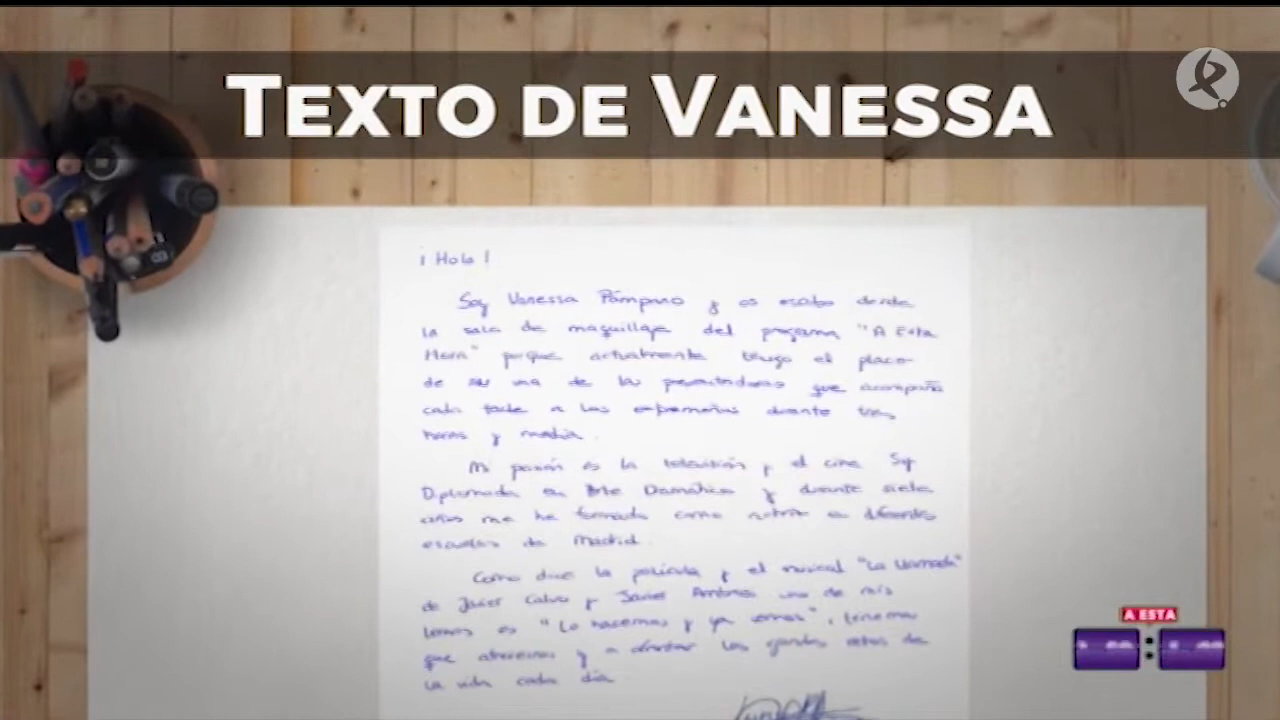 TEXTO DE VANESSA
¡Hola!
Soy Vanessa Pámpano y os escribo desde
la sala de maquillaje del programa "A Esta
Hora" porque actualmente tengo el placer
de ser una de las presentadoras que acompaña
cada tarde a los extremeños durante tres
horas y media.
Mi pasión es la televisión y el cine. Soy
Diplomada en Arte Dramático y durante siete
años me he formado como actriz en diferentes
escuelas de Madrid.
Como dice la película y el musical "La Llamada"
de Javier Calvo y Javier Ambrossi uno de mis
lemas es "Lo hacemos y ya vemos",
que atrevernos y a afrontar los grandes retos de
la vida cada día
A ESTA